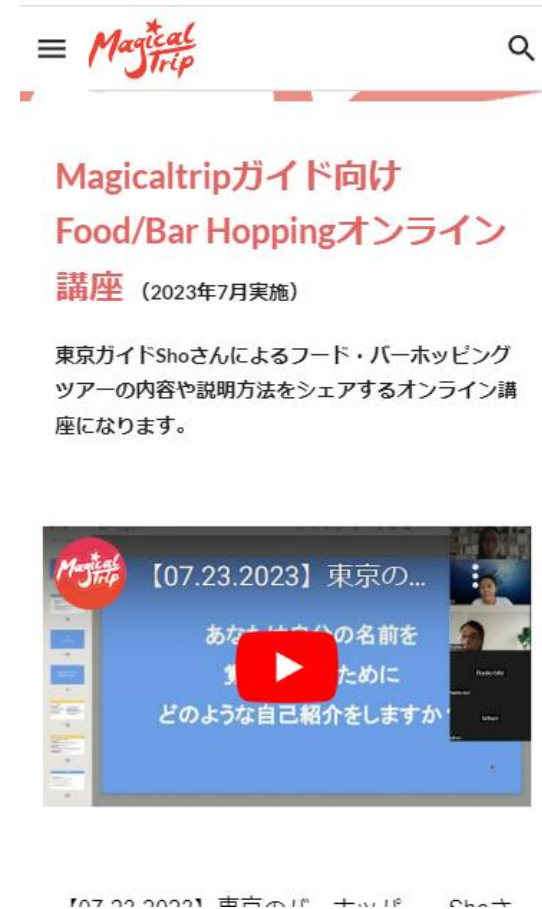 Magical
Trip
Magicaltripガイド向け
Food/Bar Hoppingオンライン
講座（2023年7月実施）
東京ガイドShoさんによるフード・バーホッピング
ツアーの内容や説明方法をシェアするオンライン講
座になります。
Magical
Trip
【07.23.2023】東京の...
の名前を
ために
どのような自己紹介をしますか